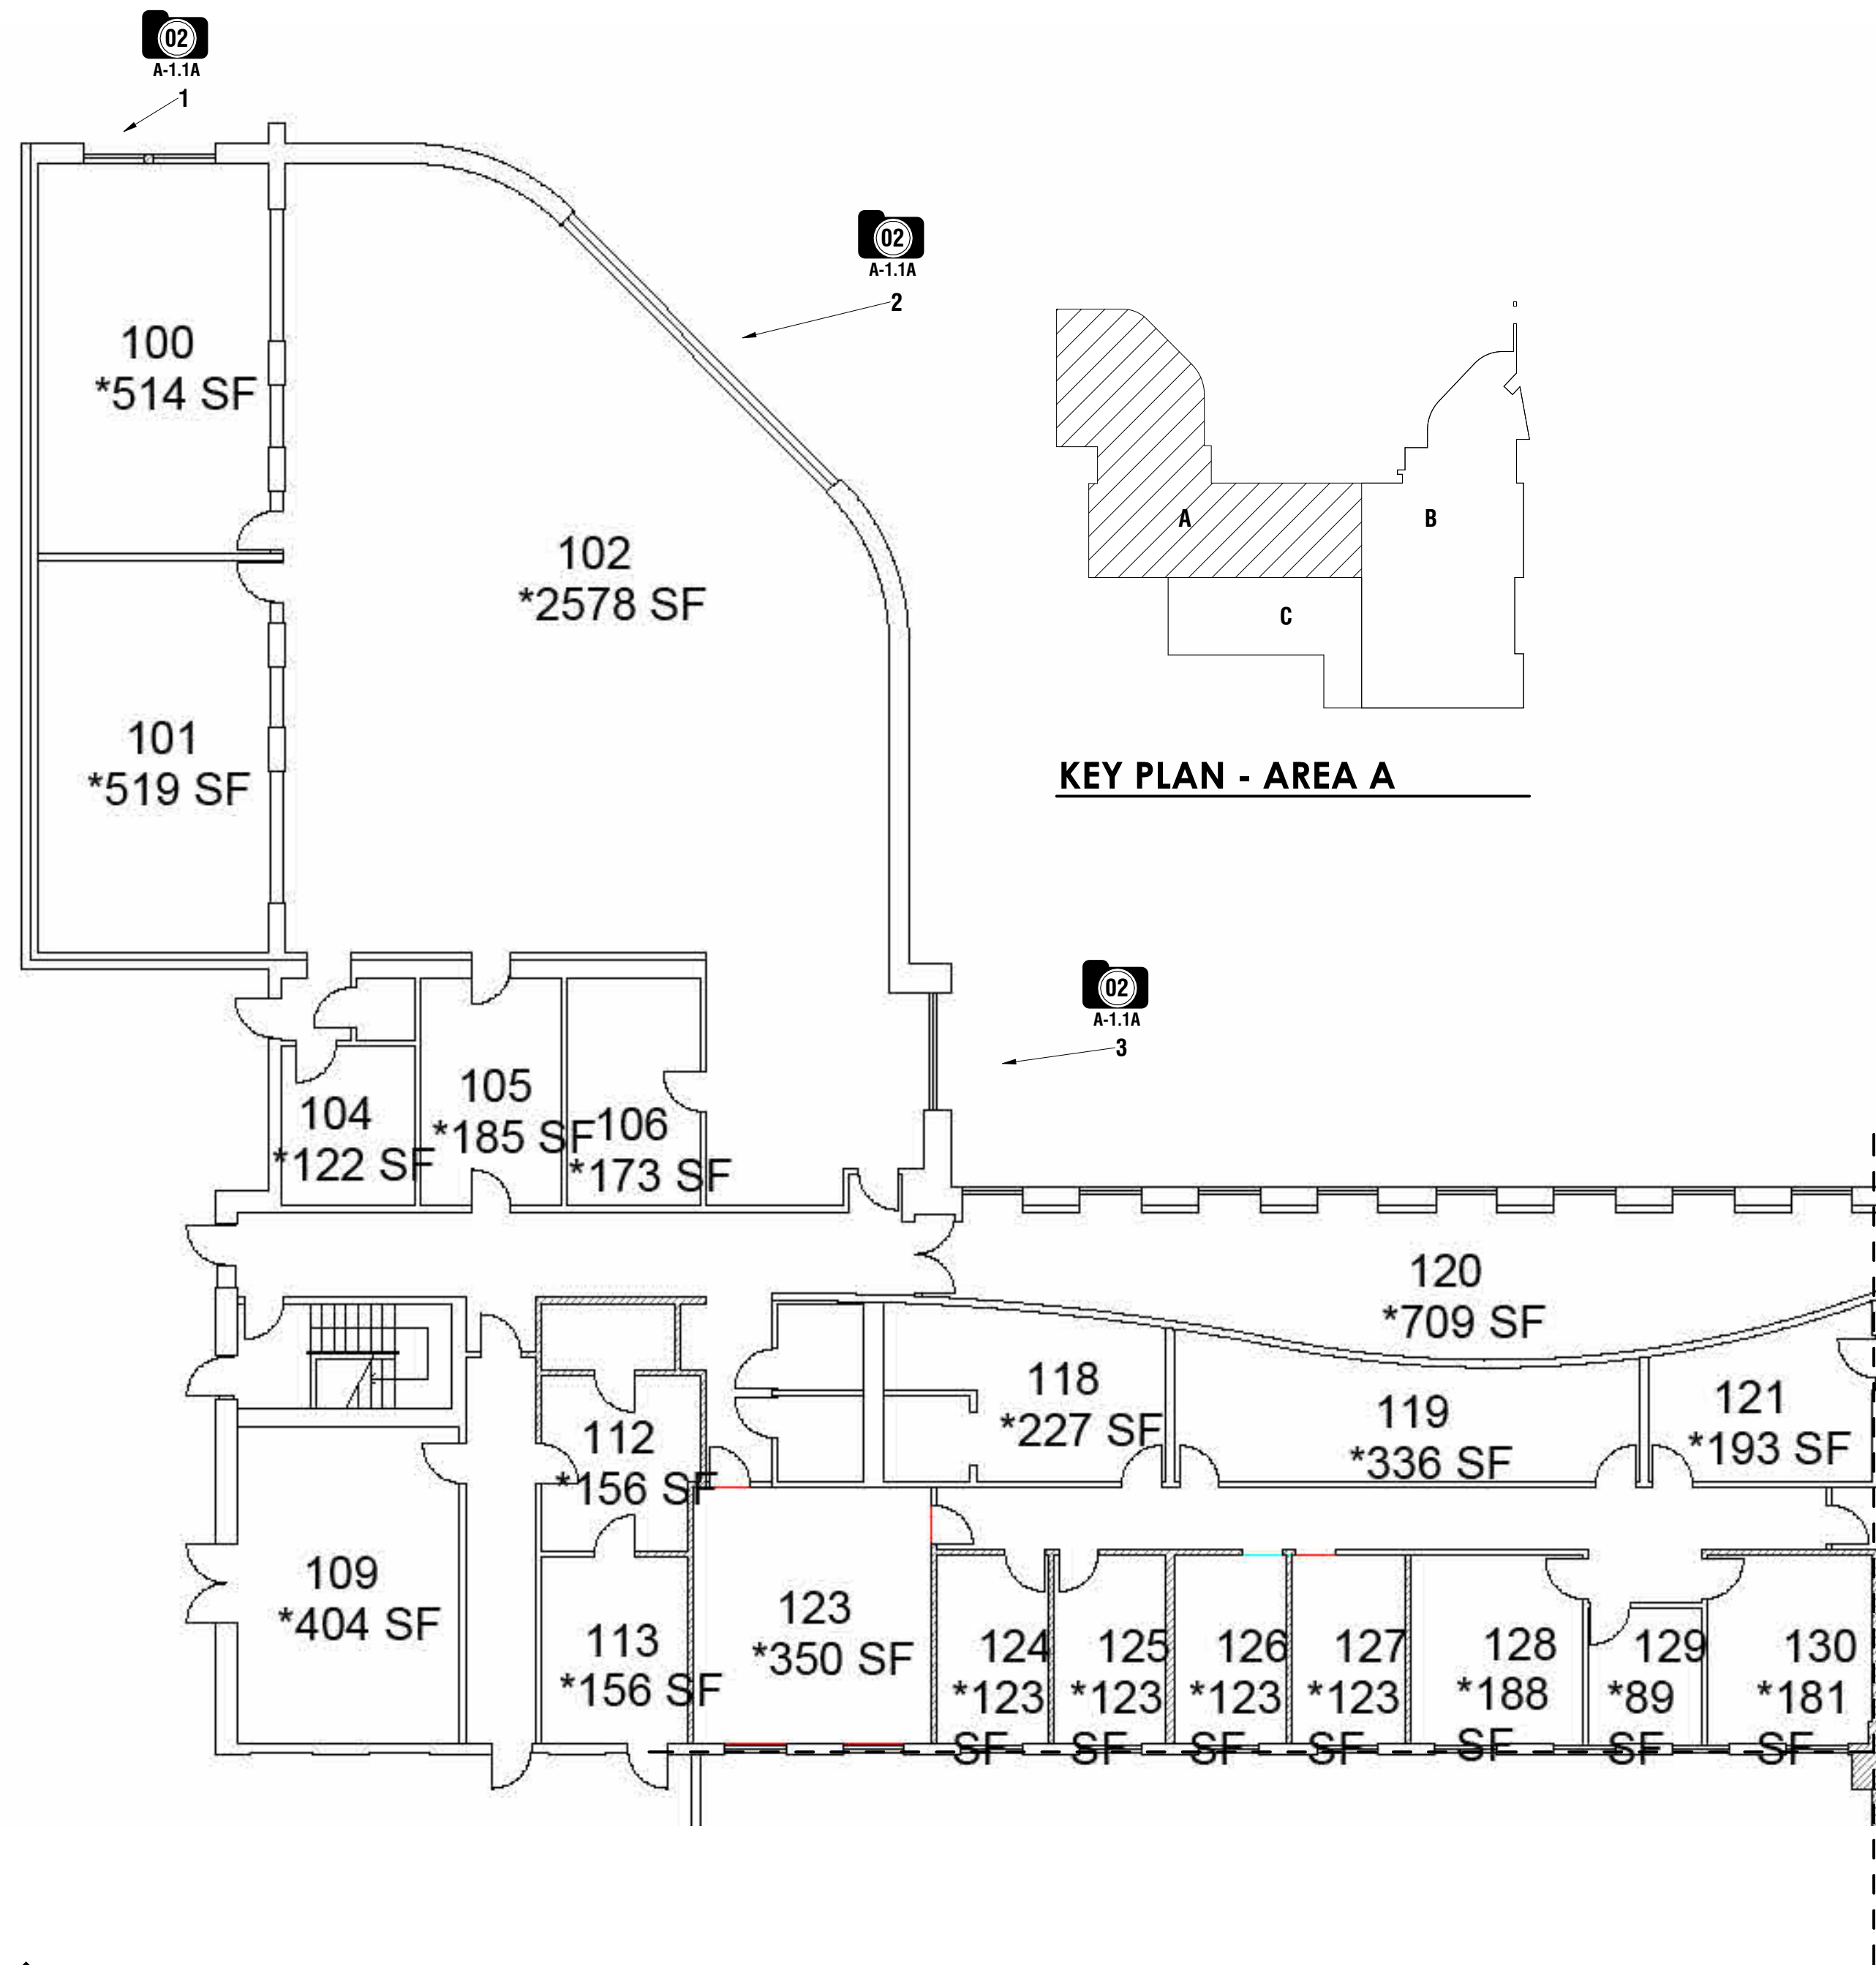 02
A-1.1A
1
02
A-1.1A
2
100
*514 SF
102
*2578 SF
A
B
C
KEY PLAN - AREA A
101
*519 SF
02
A-1.1A
3
104
*122 SF
105
*185 SF
106
*173 SF
120
*709 SF
118
*227 SF
119
*336 SF
121
*193 SF
112
*156 SF
109
*404 SF
113
*156 SF
123
*350 SF
124
*123
SF
125
*123
SF
126
*123
SF
127
*123
SF
128
*188
SF
129
*89
SF
130
*181
SF